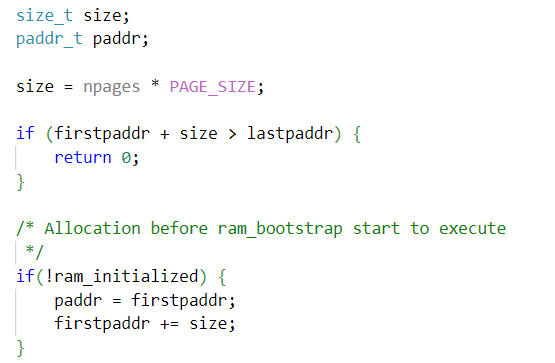 size_t size;
paddr_t paddr;
size = npages * PAGE_SIZE;
if (firstpaddr + size > lastpaddr) {
return 0;
}
/* Allocation before ram_bootstrap start to execute
*/
if(!ram_initialized) {
paddr = firstpaddr;
firstpaddr += size;
}